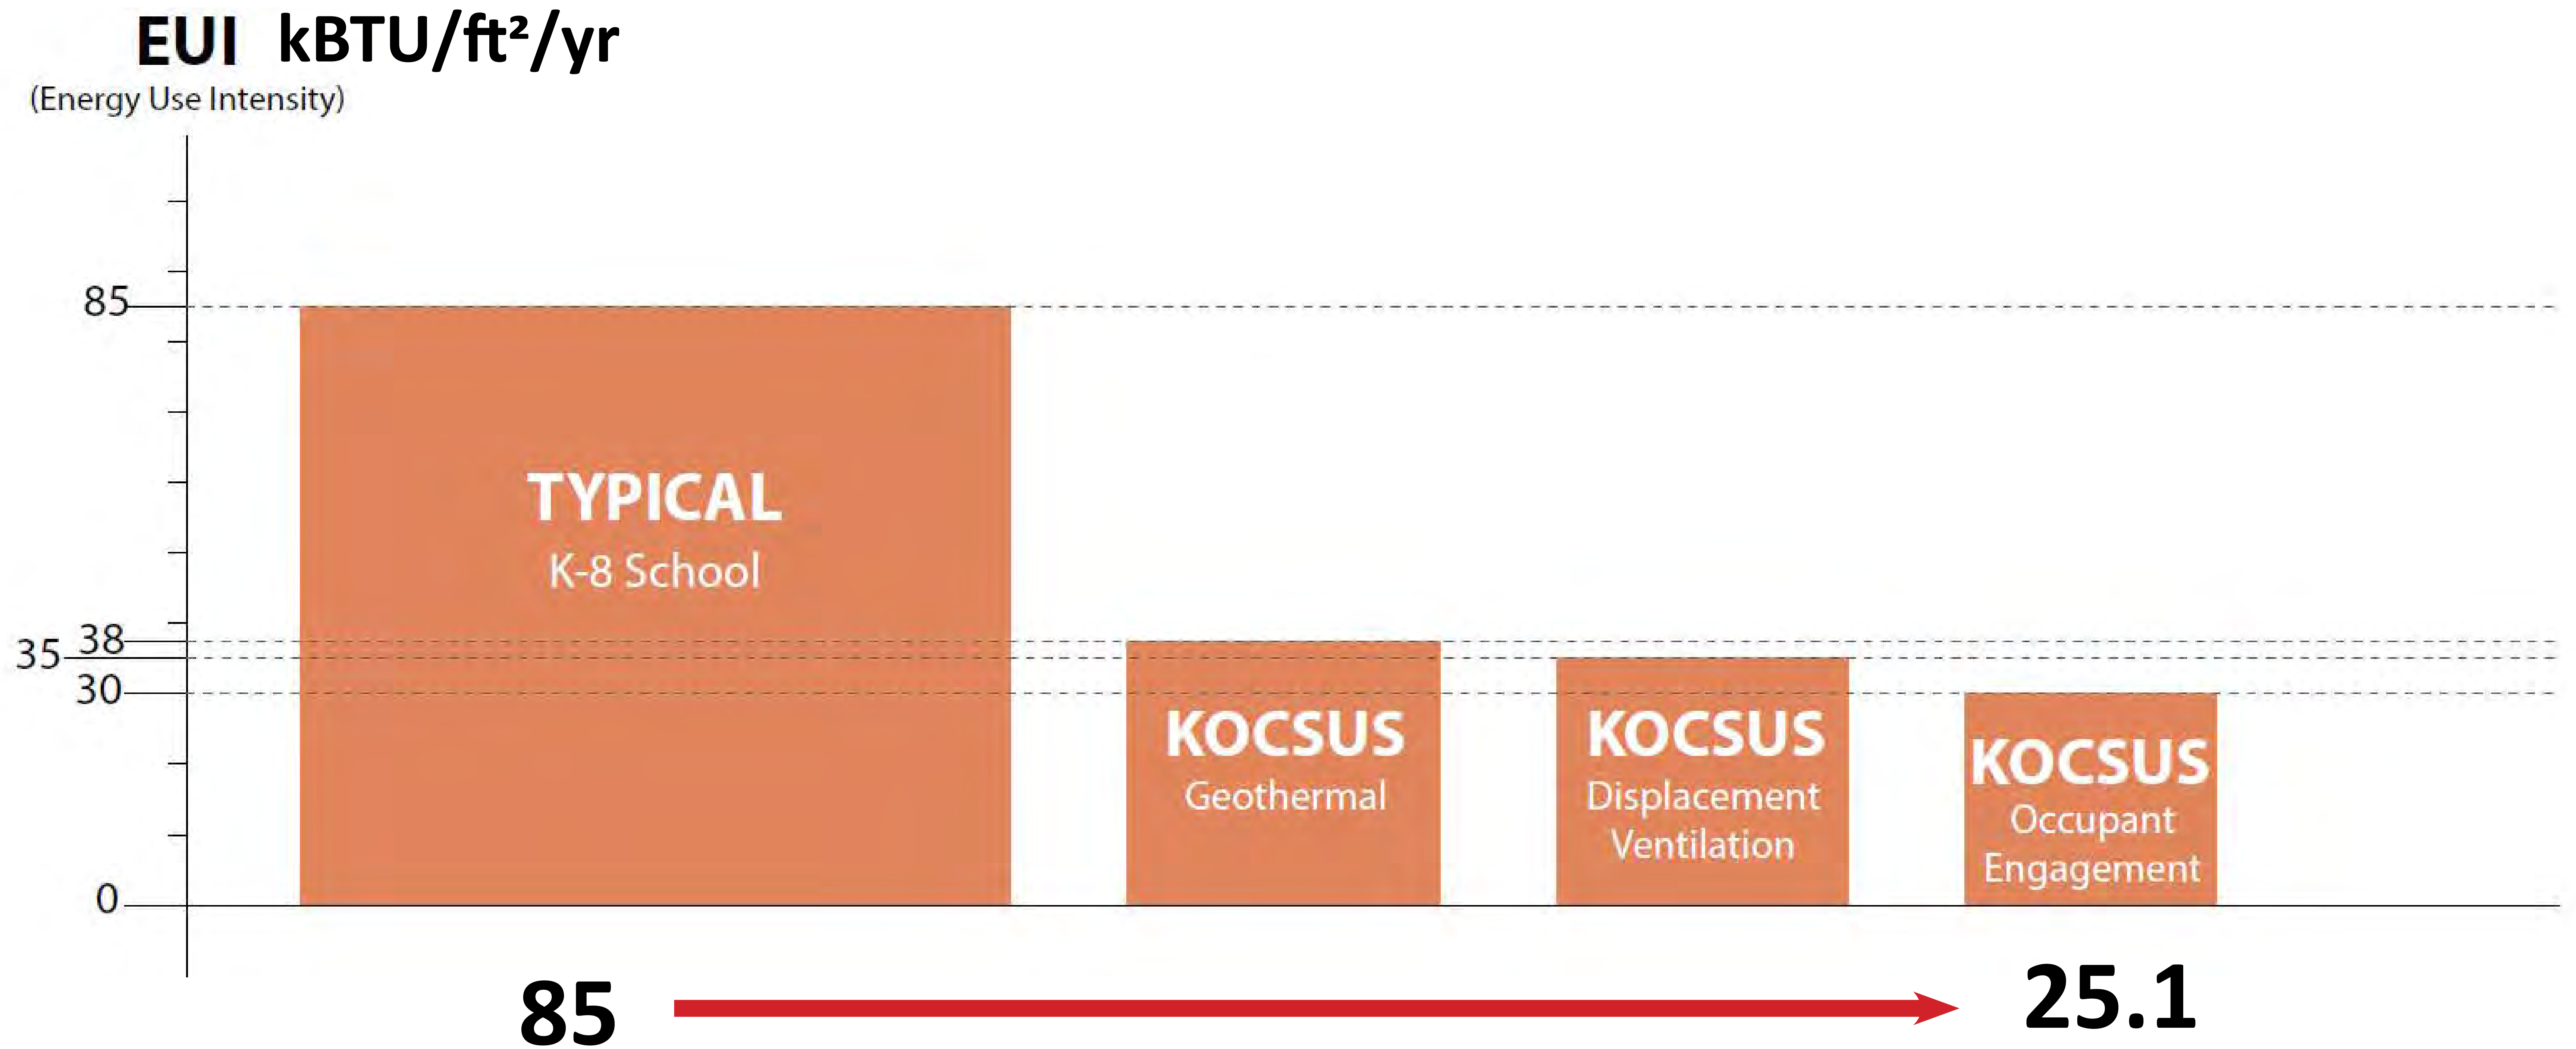 EUI kBTU/ft²/yr
(Energy Use Intensity)
85
38
35
30
0
TYPICAL
K-8 School
KOCSUS
Geothermal
KOCSUS
Displacement
Ventilation
KOCSUS
Occupant
Engagement
85
25.1